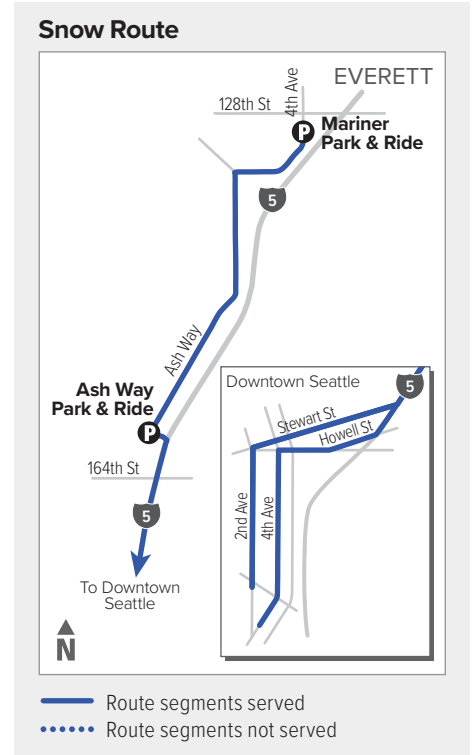 Snow Route
EVERETT
4th Ave
128th St
P
Mariner
Park & Ride
5
Ash Way
Ash Way
Park & Ride
P
164th St
5
To Downtown
Seattle
N
Downtown Seattle
5
Stewart St
Howell St
2nd Ave
4th Ave
Route segments served
Route segments not served